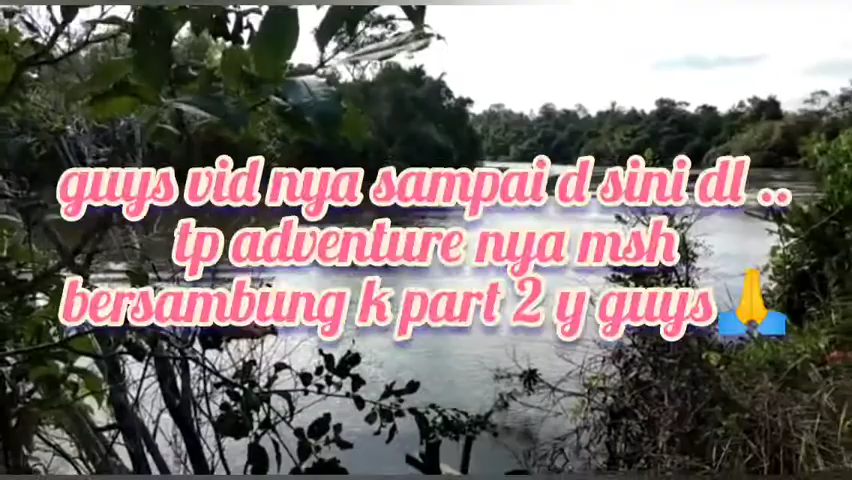 guys vid nya sampai d sini dl ..
tp adventure nya msh
bersambung k part 2 y guys🙏